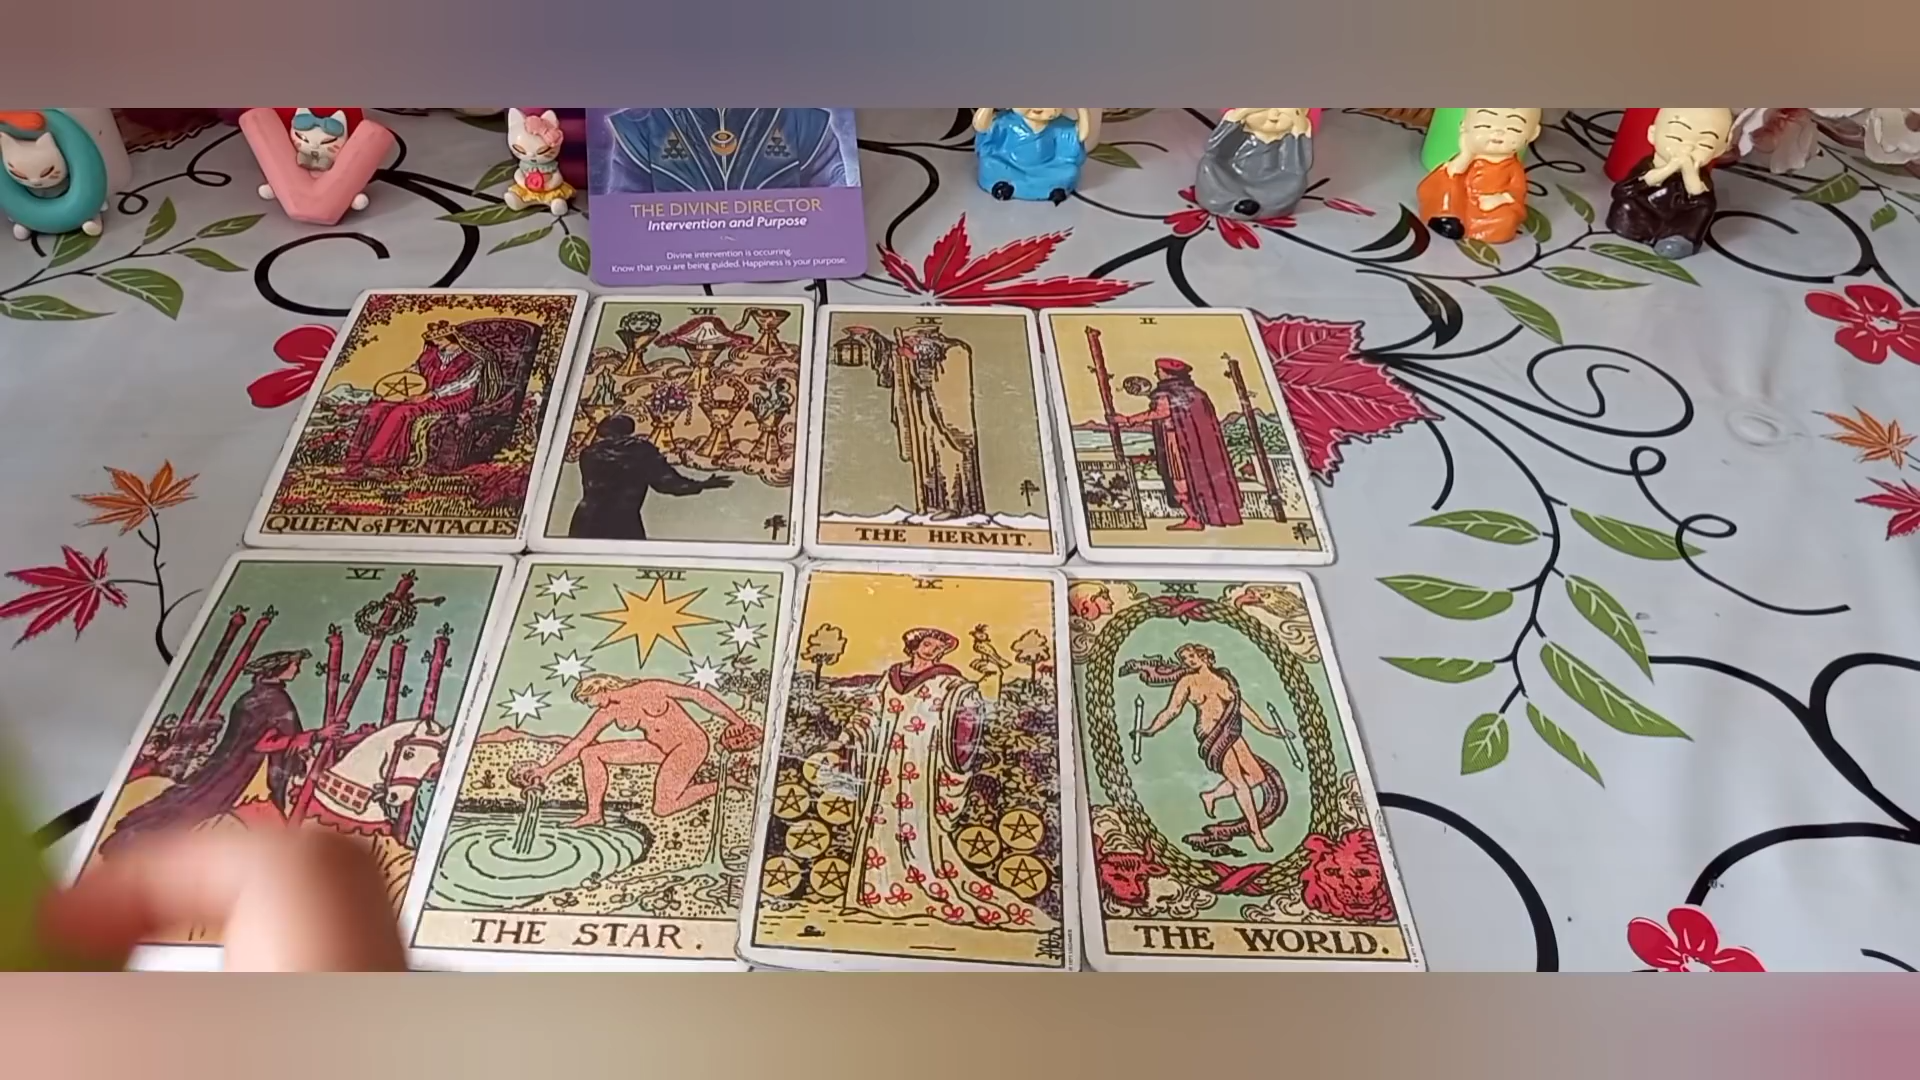 THE DIVINE DIRECTOR
Intervention and Purpose
Divine intervention is occurring.
Know that you are being guided. Happiness is your purpose.
QUEEN of PENTACLES
VII
IX
THE HERMIT.
II
VI
XVII
THE STAR.
IX
XXI
THE WORLD.